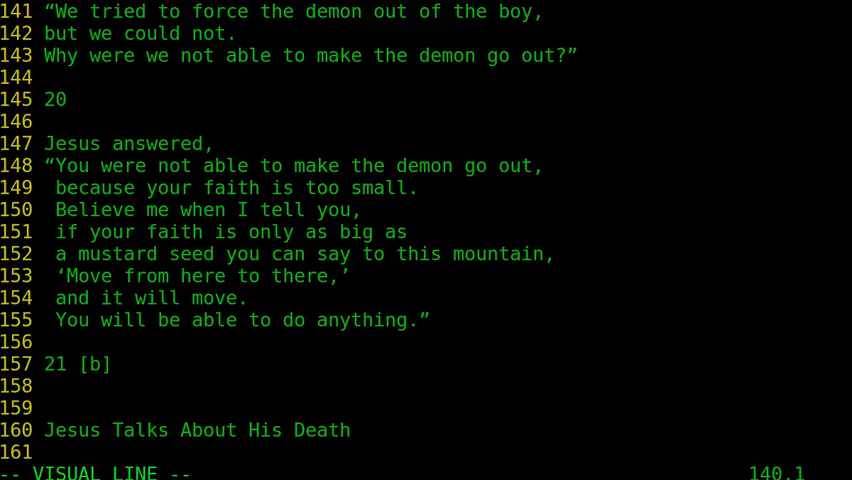 141 “We tried to force the demon out of the boy,
142 but we could not.
143 Why were we not able to make the demon go out?”
144
145 20
146
147 Jesus answered,
148 “You were not able to make the demon go out,
149  because your faith is too small.
150  Believe me when I tell you,
151  if your faith is only as big as
152  a mustard seed you can say to this mountain,
153  ‘Move from here to there,’
154  and it will move.
155  You will be able to do anything.”
156
157 21 [b]
158
159
160 Jesus Talks About His Death
161
-- VISUAL LINE -- 140,1